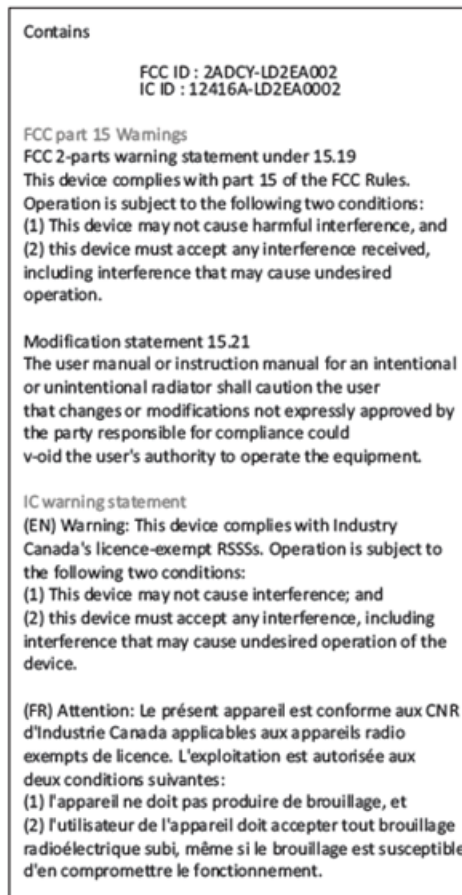 Contains
FCC ID : 2ADCY-LD2EA002
IC ID : 12416A-LD2EA0002
FCC part 15 Warnings
FCC 2-parts warning statement under 15.19
This device complies with part 15 of the FCC Rules.
Operation is subject to the following two conditions:
(1) This device may not cause harmful interference, and
(2) this device must accept any interference received,
including interference that may cause undesired
operation.
Modification statement 15.21
The user manual or instruction manual for an intentional
or unintentional radiator shall caution the user
that changes or modifications not expressly approved by
the party responsible for compliance could
v-oid the user's authority to operate the equipment.
IC warning statement
(EN) Warning: This device complies with Industry
Canada's licence-exempt RSSSs. Operation is subject to
the following two conditions:
(1) This device may not cause interference; and
(2) this device must accept any interference, including
interference that may cause undesired operation of the
device.
(FR) Attention: Le présent appareil est conforme aux CNR
d'Industrie Canada applicables aux appareils radio
exempts de licence. L'exploitation est autorisée aux
deux conditions suivantes:
(1) l'appareil ne doit pas produire de brouillage, et
(2) l'utilisateur de l'appareil doit accepter tout brouillage
radioélectrique subi, même si le brouillage est susceptible
d'en compromettre le fonctionnement.